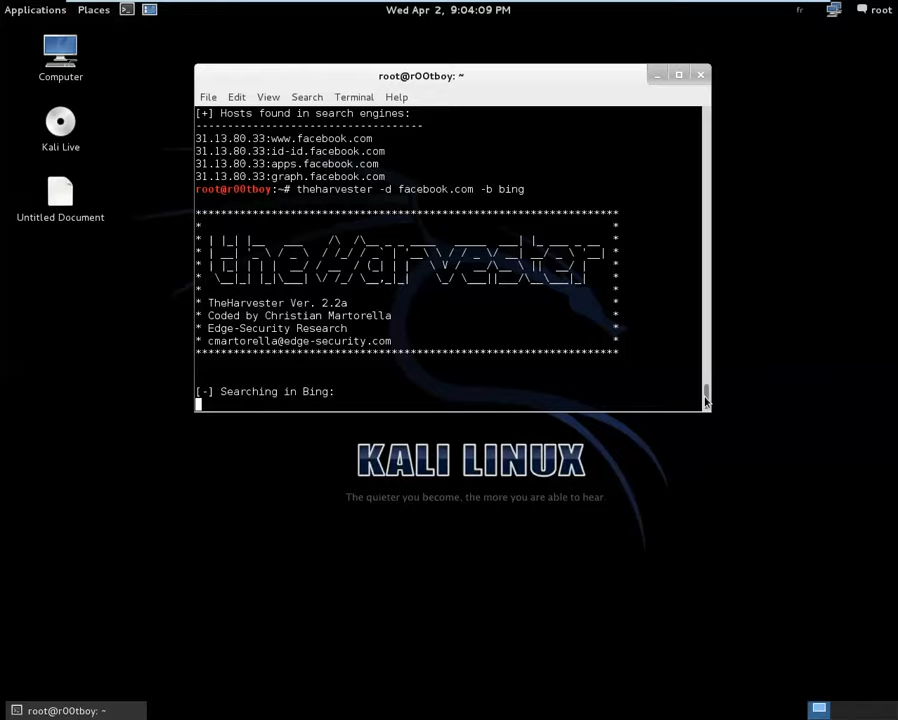 Applications Places Wed Apr 2, 9:04:09 PM fr root
Computer
Kali Live
Untitled Document
root@r00tboy: ~
File Edit View Search Terminal Help
[+] Hosts found in search engines:
------------------------------------
31.13.80.33:www.facebook.com
31.13.80.33:id-id.facebook.com
31.13.80.33:apps.facebook.com
31.13.80.33:graph.facebook.com
root@r00tboy:~# theharvester -d facebook.com -b bing
*******************************************************************
theHarvester
* TheHarvester Ver. 2.2a *
* Coded by Christian Martorella *
* Edge-Security Research *
* cmartorella@edge-security.com *
*******************************************************************
[-] Searching in Bing:
KALI LINUX
The quieter you become, the more you are able to hear.
root@r00tboy: ~